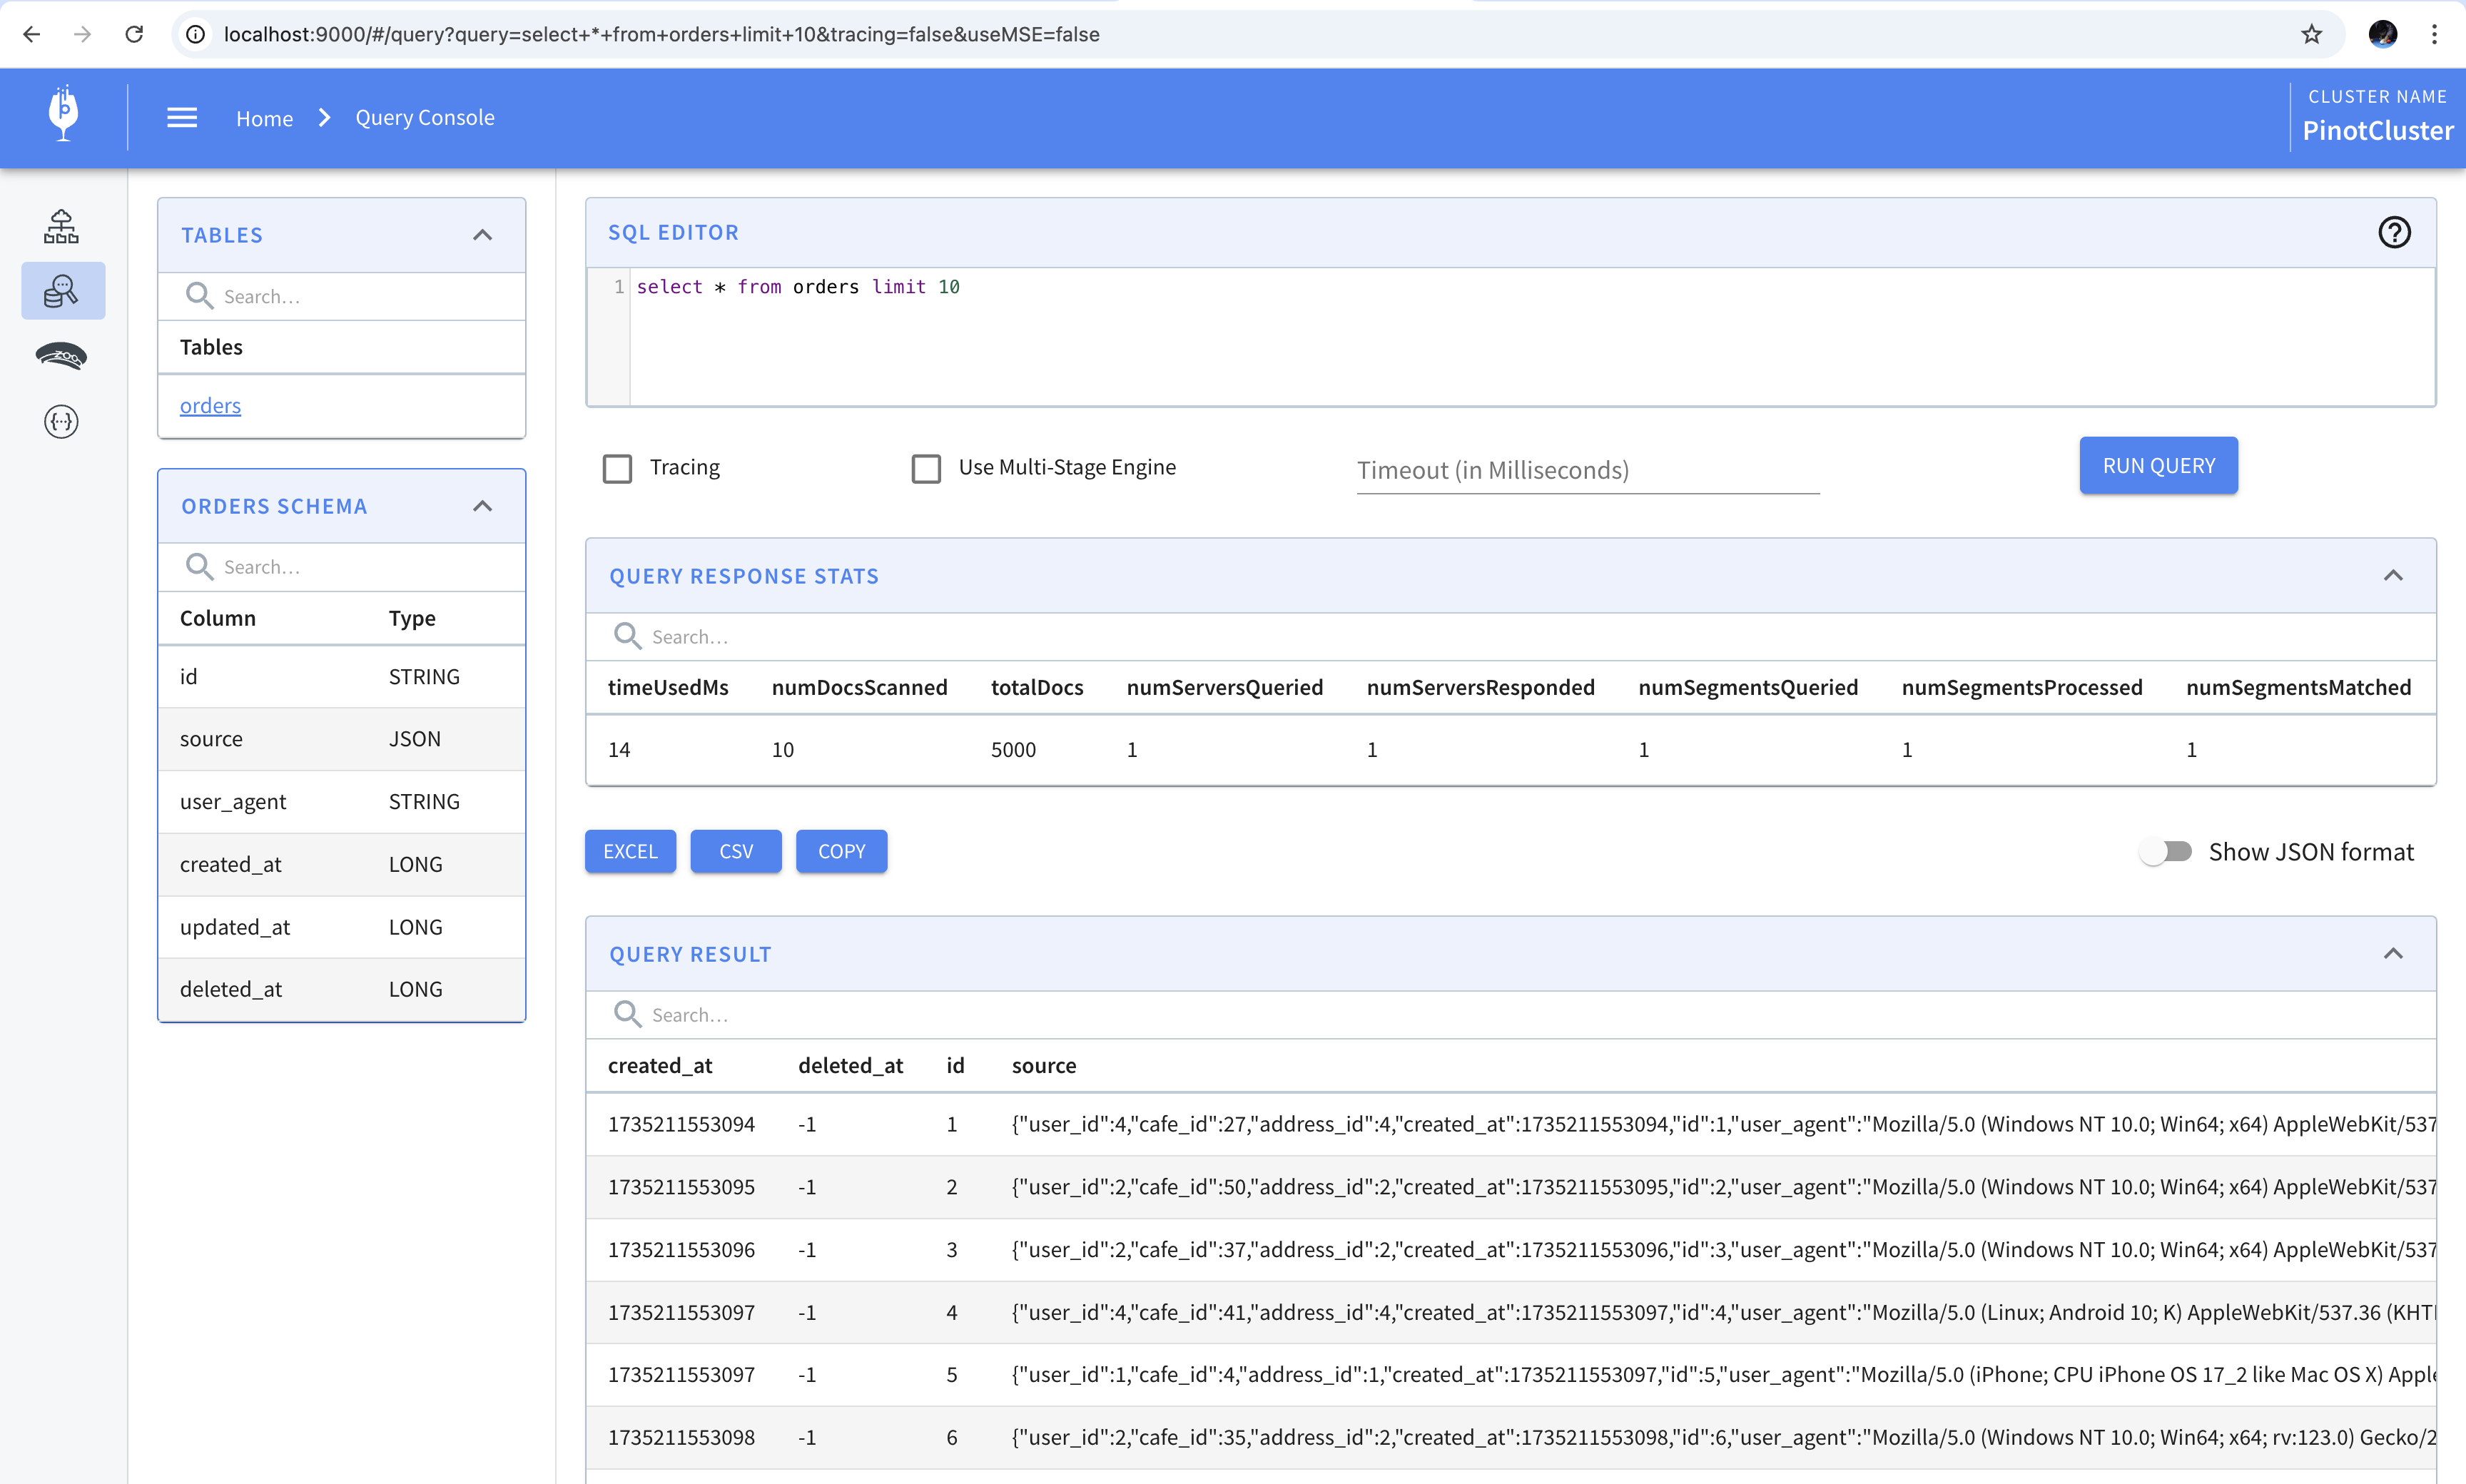 localhost:9000/#/query?query=select+*+from+orders+limit+10&tracing=false&useMSE=false
Home > Query Console
CLUSTER NAME
PinotCluster
TABLES
Search...
Tables
orders
ORDERS SCHEMA
Search...
Column Type
id STRING
source JSON
user_agent STRING
created_at LONG
updated_at LONG
deleted_at LONG
SQL EDITOR
1 select * from orders limit 10
Tracing
Use Multi-Stage Engine
Timeout (in Milliseconds)
RUN QUERY
QUERY RESPONSE STATS
Search...
timeUsedMs numDocsScanned totalDocs numServersQueried numServersResponded numSegmentsQueried numSegmentsProcessed numSegmentsMatched
14 10 5000 1 1 1 1 1
EXCEL CSV COPY
Show JSON format
QUERY RESULT
Search...
created_at deleted_at id source
1735211553094 -1 1 {"user_id":4,"cafe_id":27,"address_id":4,"created_at":1735211553094,"id":1,"user_agent":"Mozilla/5.0 (Windows NT 10.0; Win64; x64) AppleWebKit/537
1735211553095 -1 2 {"user_id":2,"cafe_id":50,"address_id":2,"created_at":1735211553095,"id":2,"user_agent":"Mozilla/5.0 (Windows NT 10.0; Win64; x64) AppleWebKit/537
1735211553096 -1 3 {"user_id":2,"cafe_id":37,"address_id":2,"created_at":1735211553096,"id":3,"user_agent":"Mozilla/5.0 (Windows NT 10.0; Win64; x64) AppleWebKit/537
1735211553097 -1 4 {"user_id":4,"cafe_id":41,"address_id":4,"created_at":1735211553097,"id":4,"user_agent":"Mozilla/5.0 (Linux; Android 10; K) AppleWebKit/537.36 (KHT
1735211553097 -1 5 {"user_id":1,"cafe_id":4,"address_id":1,"created_at":1735211553097,"id":5,"user_agent":"Mozilla/5.0 (iPhone; CPU iPhone OS 17_2 like Mac OS X) Apple
1735211553098 -1 6 {"user_id":2,"cafe_id":35,"address_id":2,"created_at":1735211553098,"id":6,"user_agent":"Mozilla/5.0 (Windows NT 10.0; Win64; x64; rv:123.0) Gecko/2